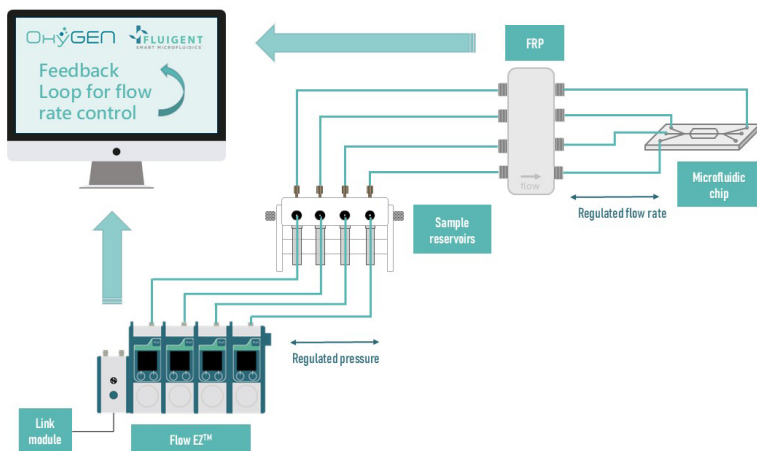 OxyGEN
FLUIGENT
SMART MICROFLUIDICS
Feedback
Loop for flow
rate control
FRP
flow
Microfluidic
chip
Regulated flow rate
Sample
reservoirs
Regulated pressure
Link
module
Flow EZ™